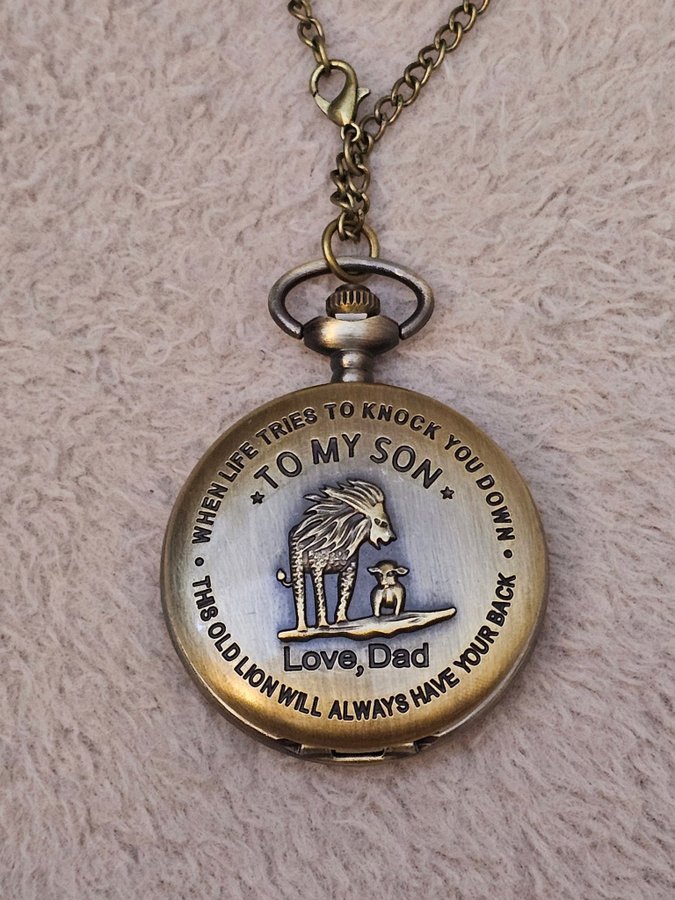 WHEN LIFE TRIES TO KNOCK YOU DOWN
TO MY SON
Love, Dad
THIS OLD LION WILL ALWAYS HAVE YOUR BACK